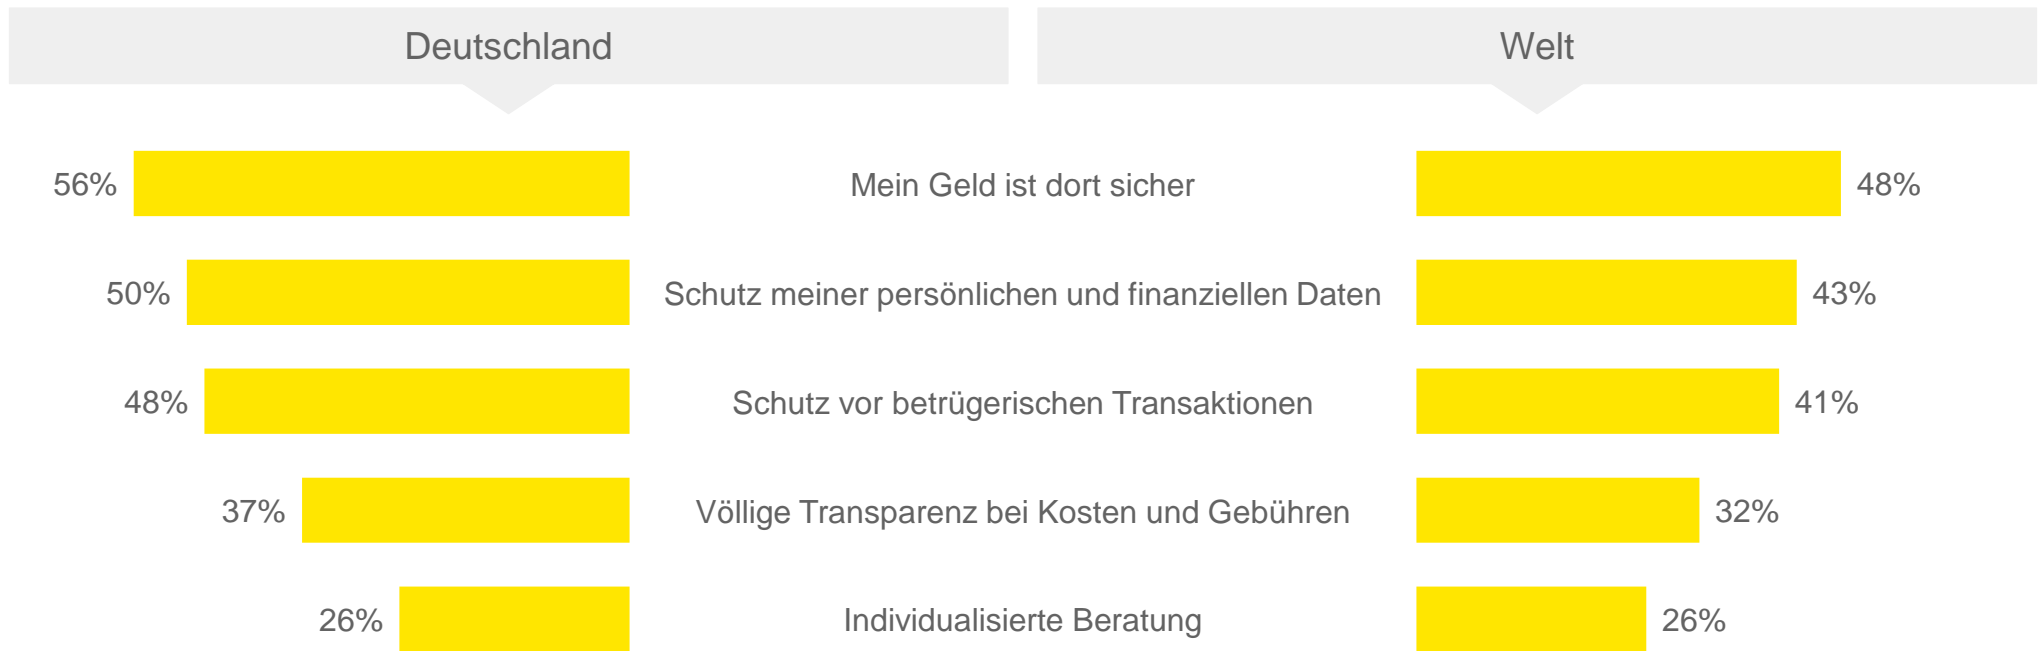 Deutschland
Welt
56%
Mein Geld ist dort sicher
48%
50%
Schutz meiner persönlichen und finanziellen Daten
43%
48%
Schutz vor betrügerischen Transaktionen
41%
37%
Völlige Transparenz bei Kosten und Gebühren
32%
26%
Individualisierte Beratung
26%